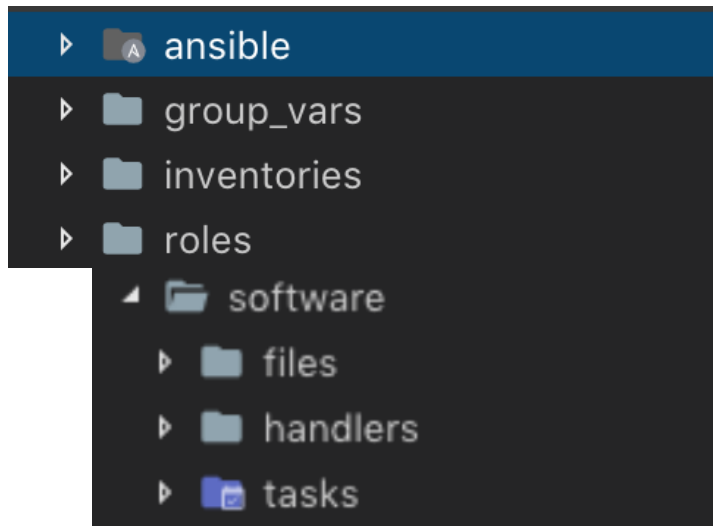 ansible
group_vars
inventories
roles
software
files
handlers
tasks